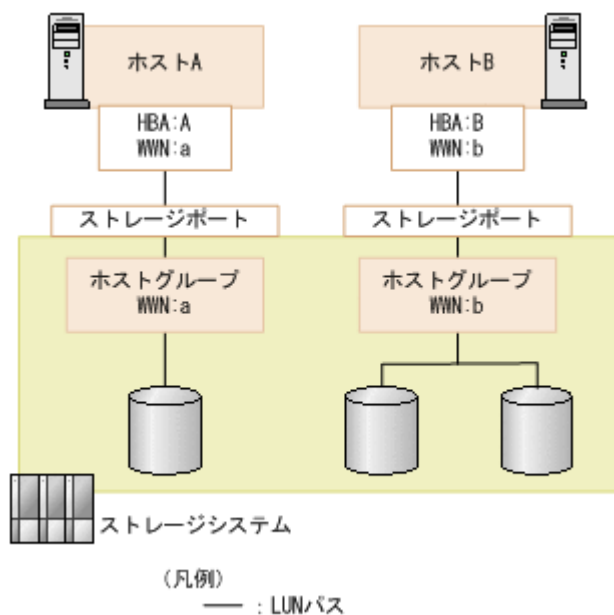 ホストA
ホストB
HBA:A
WWN:a
HBA:B
WWN:b
ストレージポート
ストレージポート
ホストグループ
WWN:a
ホストグループ
WWN:b
ストレージシステム
(凡例)
: LUNパス